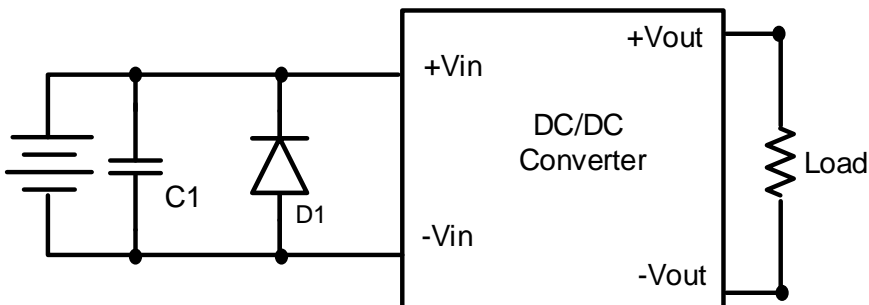 +Vout
+Vin
DC/DC
Converter
C1
D1
Load
-Vin
-Vout